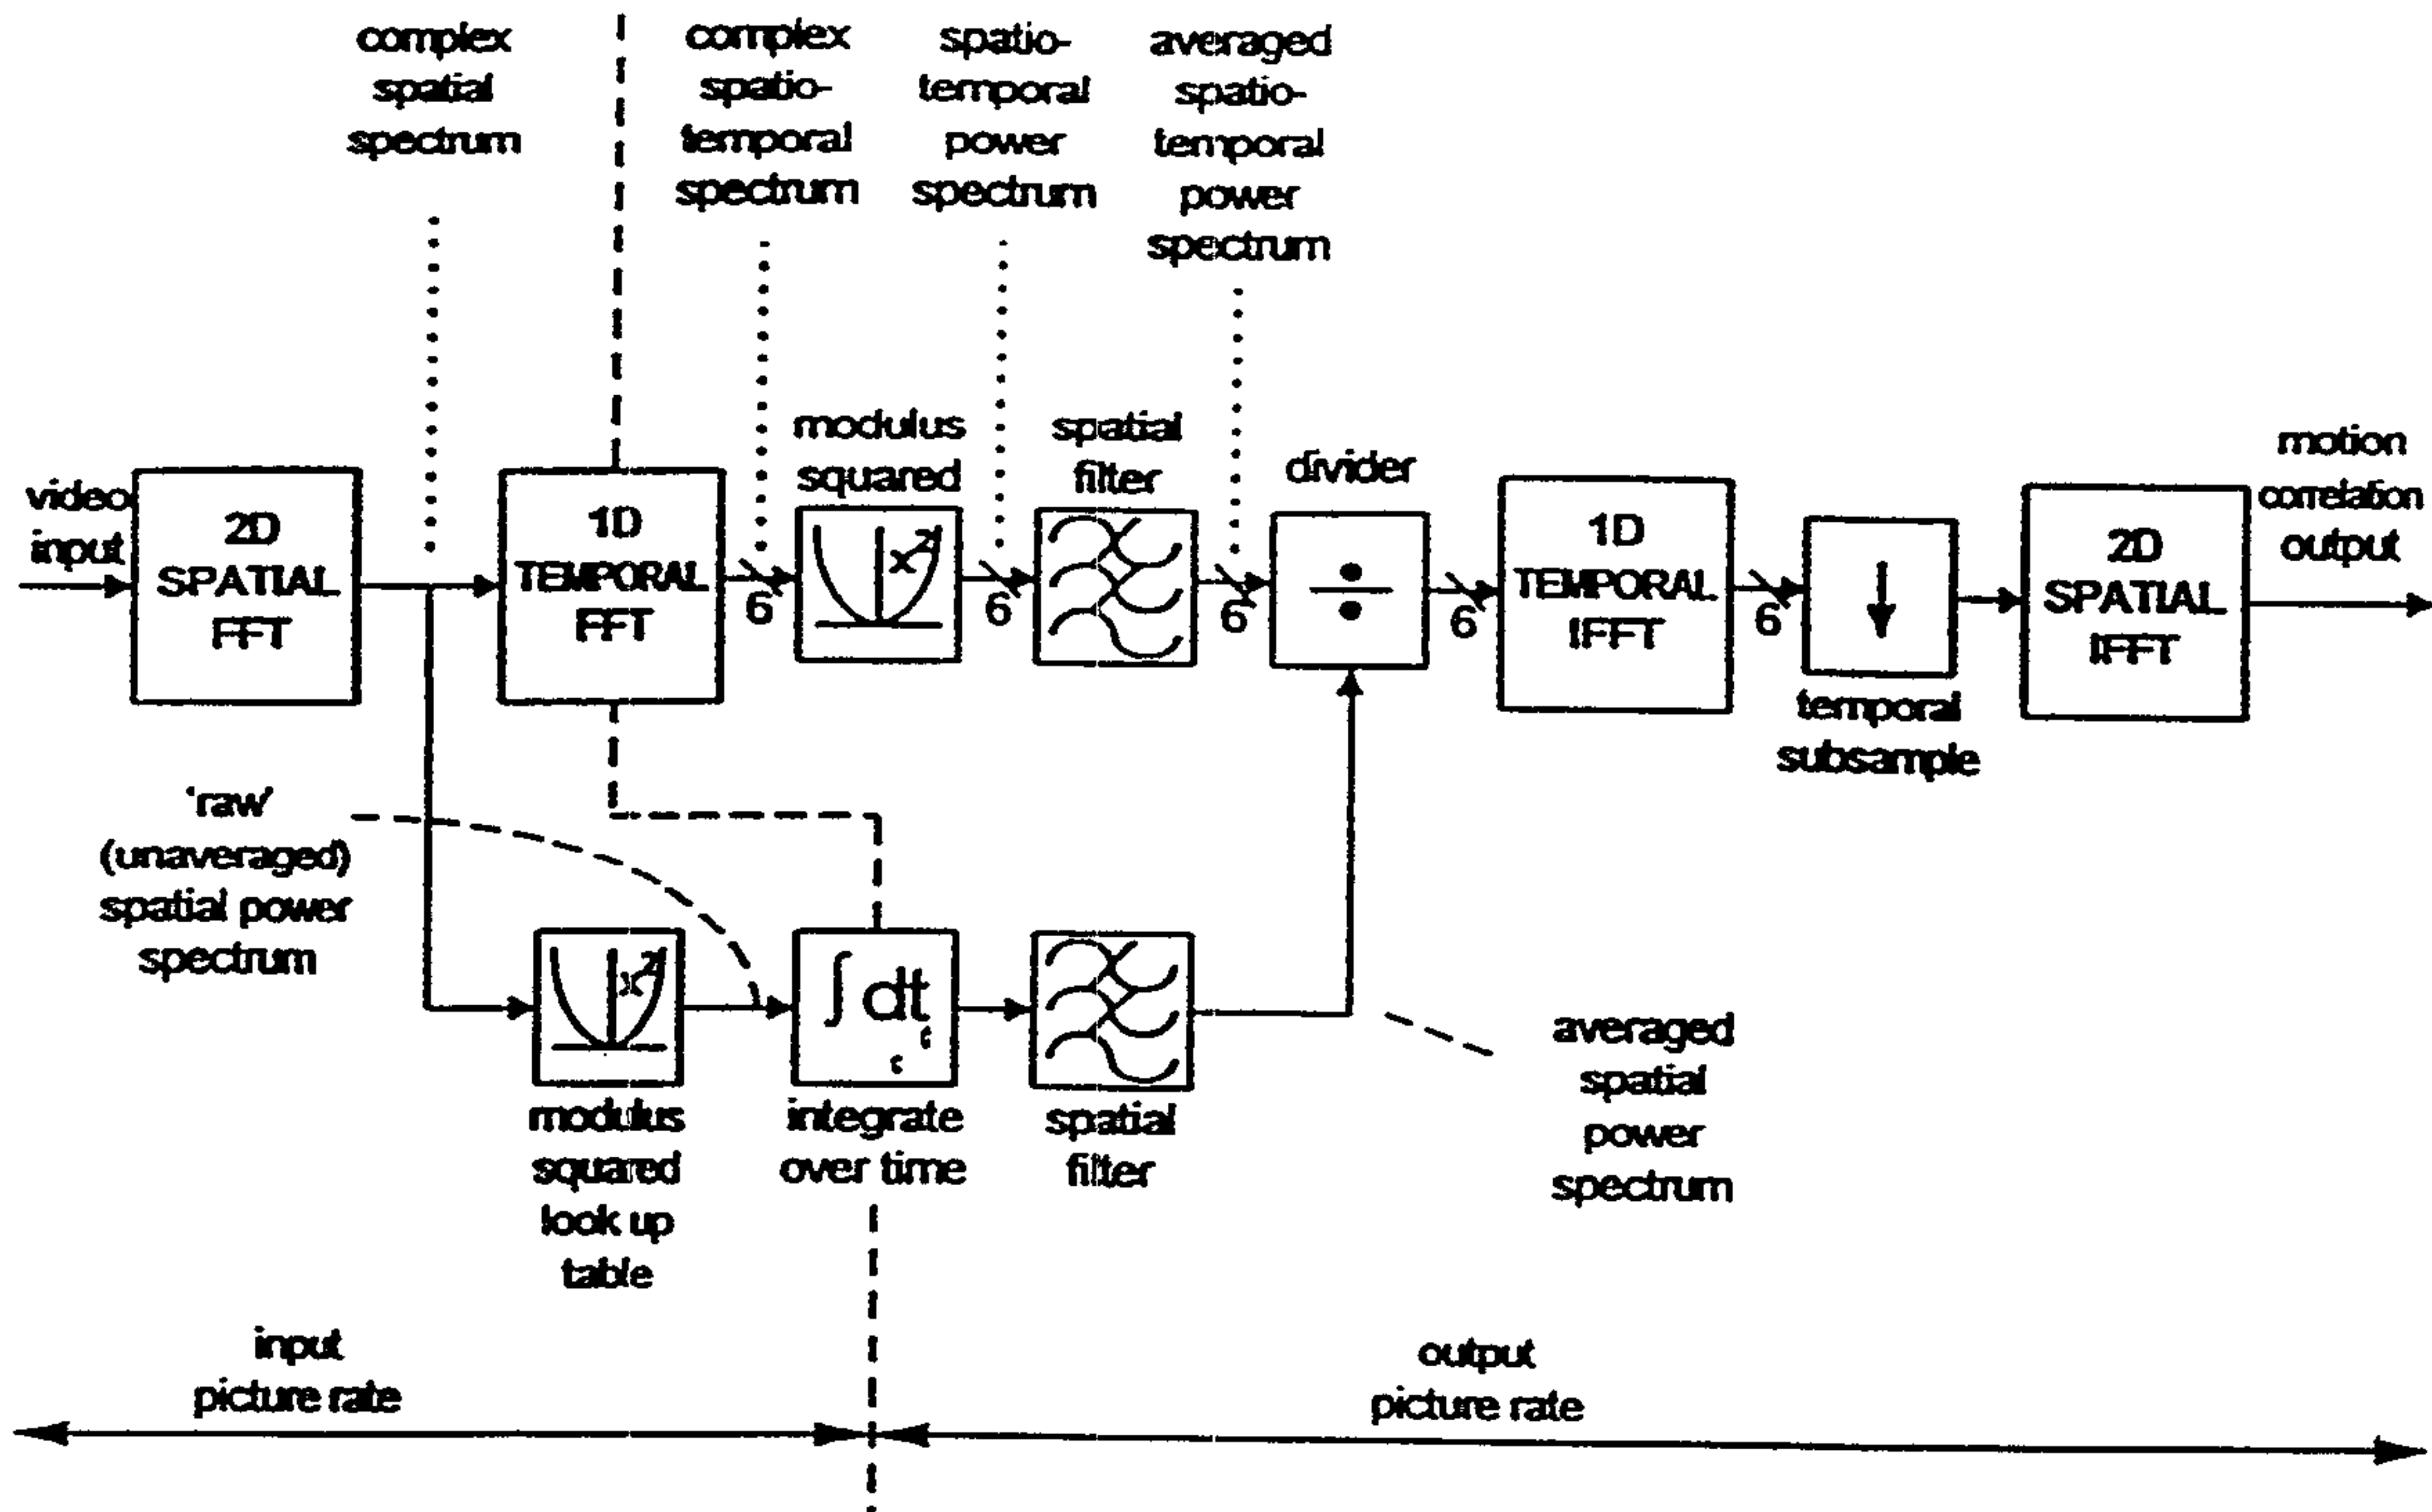 complex
spatial
spectrum
complex
spatio-
temporal
spectrum
spatio-
temporal
power
spectrum
averaged
spatio-
temporal
power
spectrum
video
input
2D
SPATIAL
FFT
1D
TEMPORAL
FFT
6
modulus
squared
x²
6
spatial
filter
6
divider
÷
6
1D
TEMPORAL
IFFT
6
temporal
subsample
2D
SPATIAL
IFFT
motion
correlation
output
'raw'
(unaveraged)
spatial power
spectrum
x²
modulus
squared
look up
table
∫ dt
integrate
over time
spatial
filter
averaged
spatial
power
spectrum
input
picture rate
output
picture rate